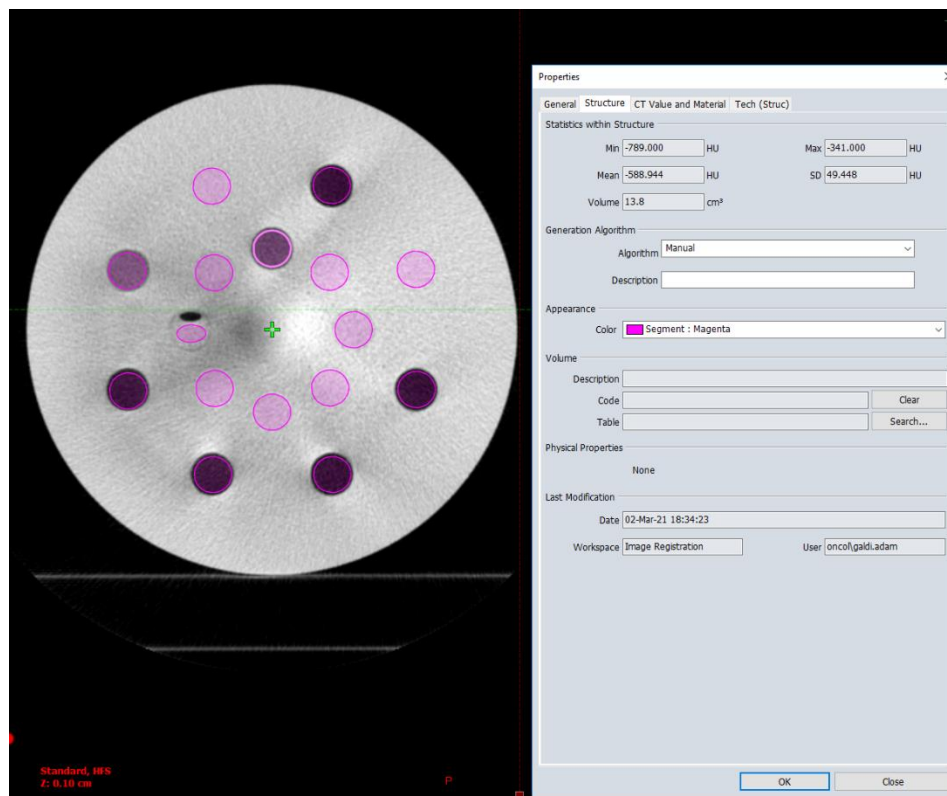 Properties
General Structure CT Value and Material Tech (Struc)
Statistics within Structure
Min -789.000 HU Max -341.000 HU
Mean -588.944 HU SD 49.448 HU
Volume 13.8 cm³
Generation Algorithm
Algorithm Manual
Description
Appearance
Color Segment : Magenta
Volume
Description
Code Clear
Table Search...
Physical Properties
None
Last Modification
Date 02-Mar-21 18:34:23
Workspace Image Registration User oncol\galdi.adam
OK Close
Standard, HFS
Z: 0.10 cm
P